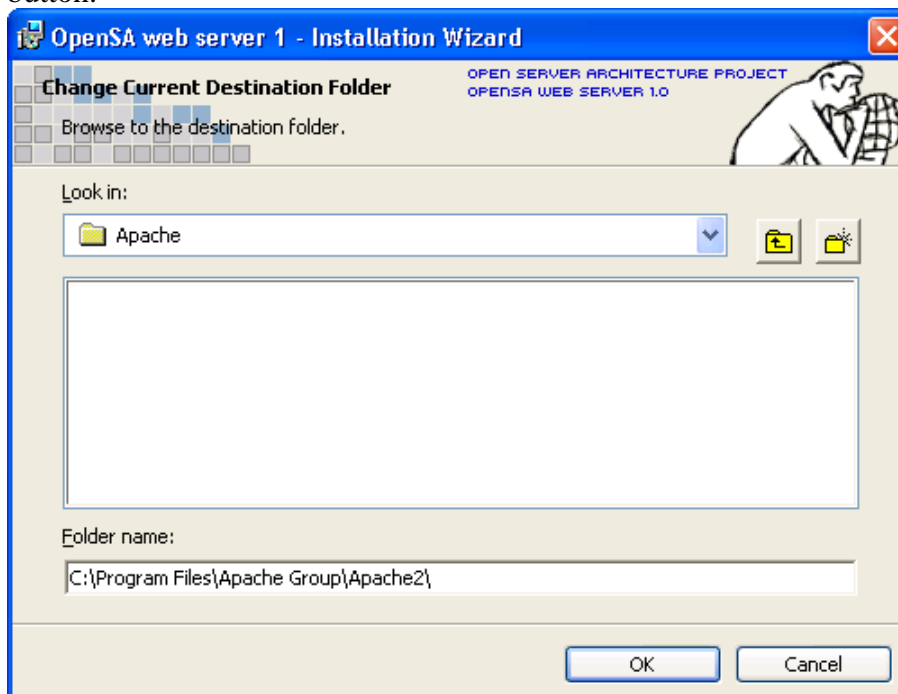 button.
OpenSA web server 1 - Installation Wizard
Change Current Destination Folder
OPEN SERVER ARCHITECTURE PROJECT
OPENSA WEB SERVER 1.0
Browse to the destination folder.
Look in:
Apache
Folder name:
C:\Program Files\Apache Group\Apache2\
OK Cancel